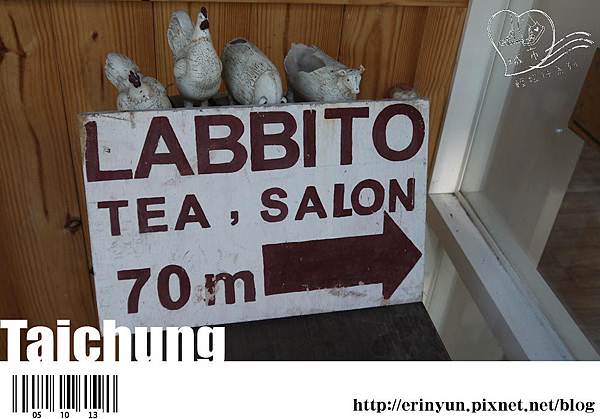 LABBITO
TEA, SALON
70 m
Taichung
05 10 13
http://erinyun.pixnet.net/blog